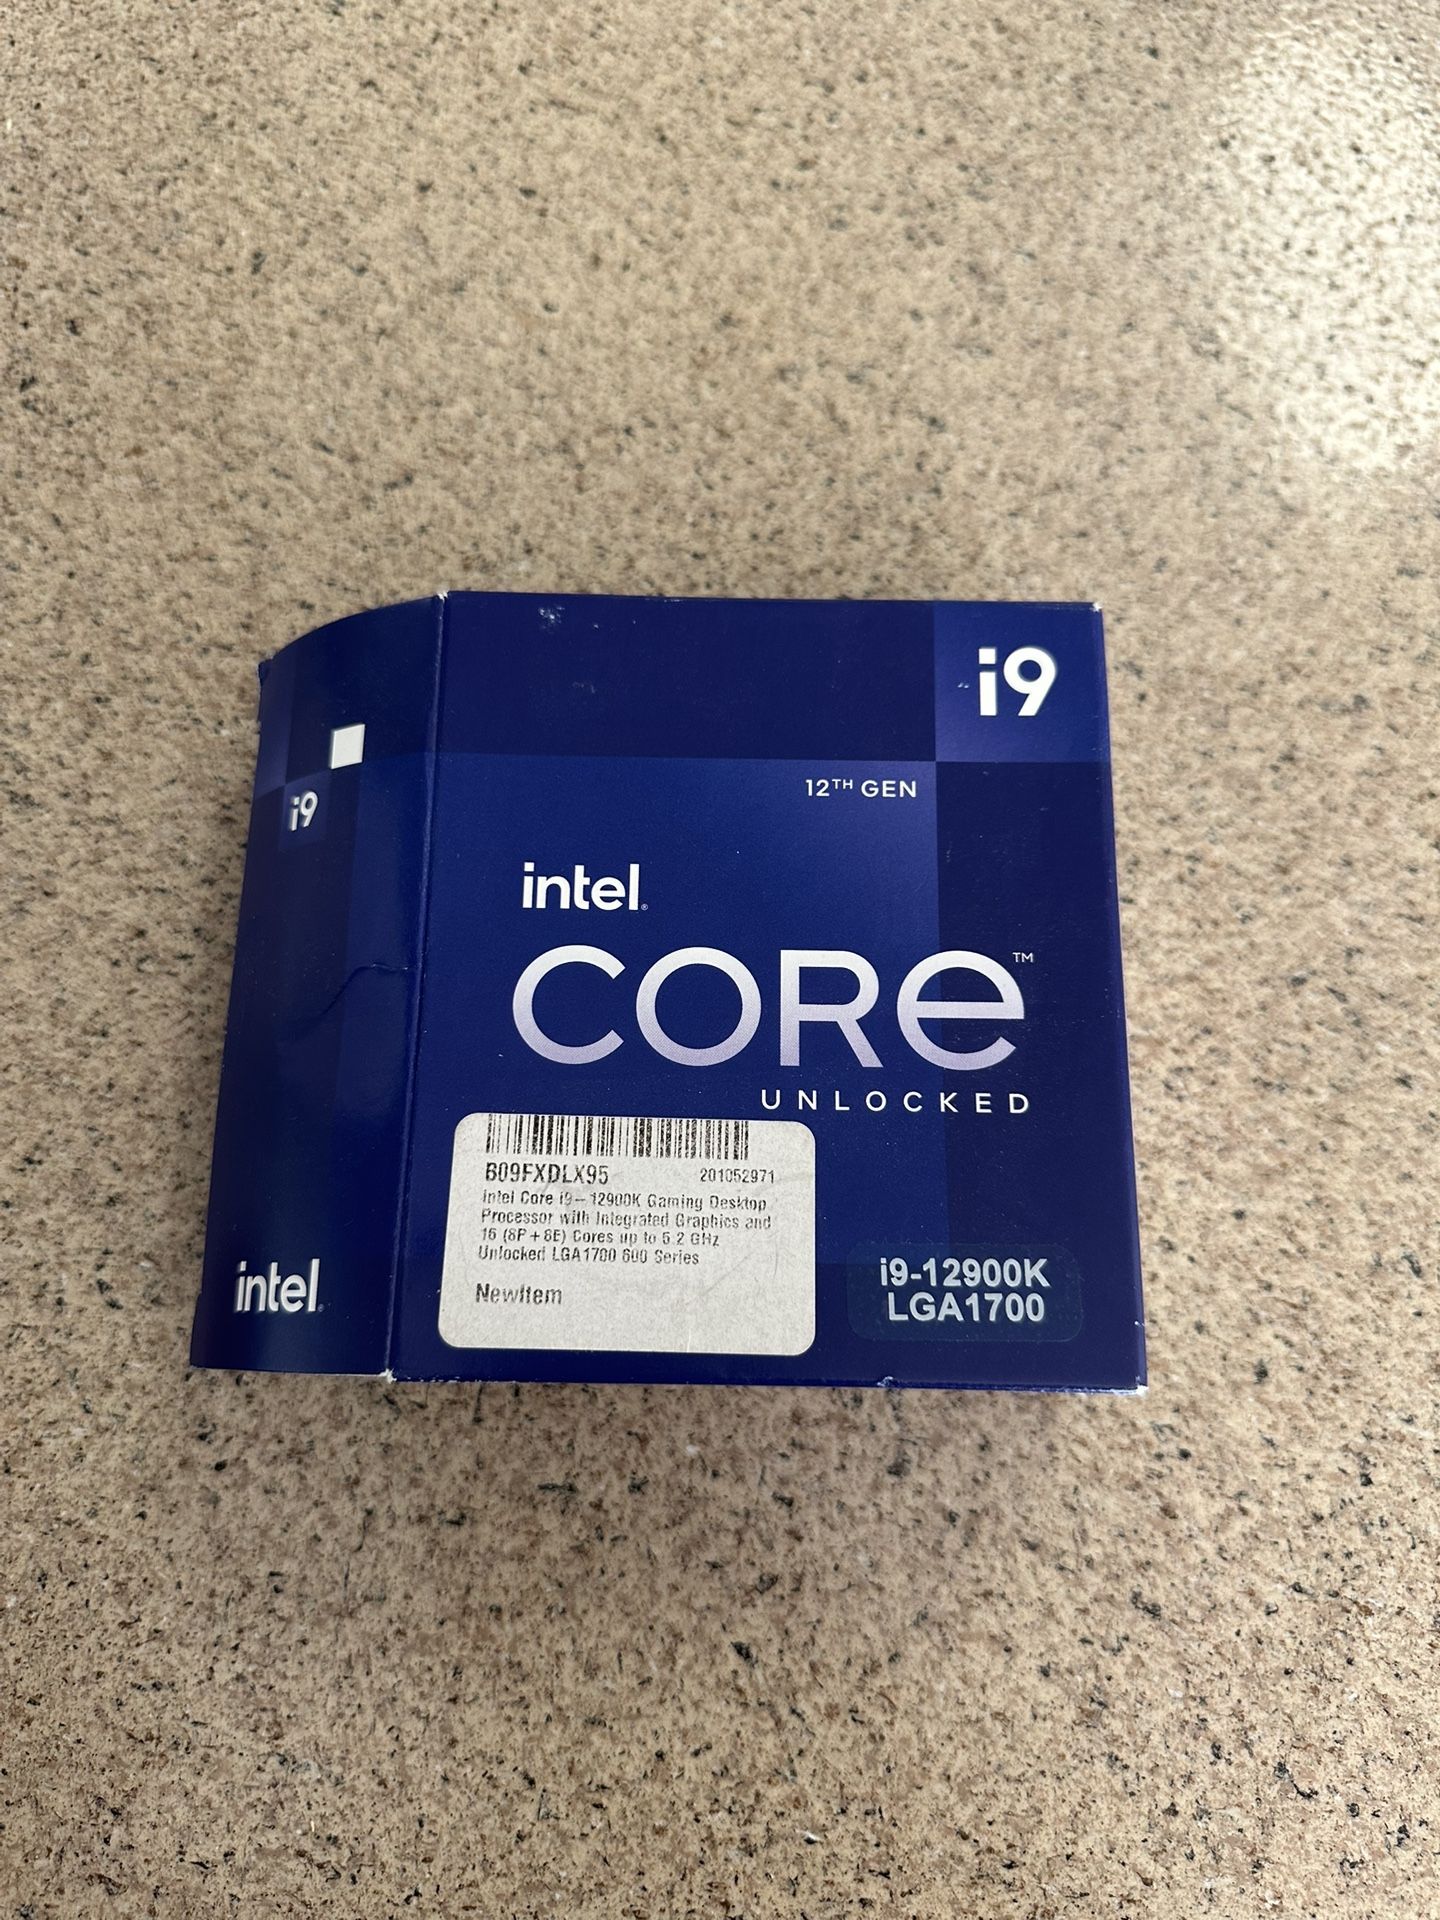 i9
i9
12TH GEN
intel®
CORE™
UNLOCKED
B09FXDLX95 201052971
Intel Core i9-12900K Gaming Desktop
Processor with Integrated Graphics and
16 (8P+8E) Cores up to 5.2 GHz
Unlocked LGA1700 600 Series
NewItem
i9-12900K
LGA1700
intel.